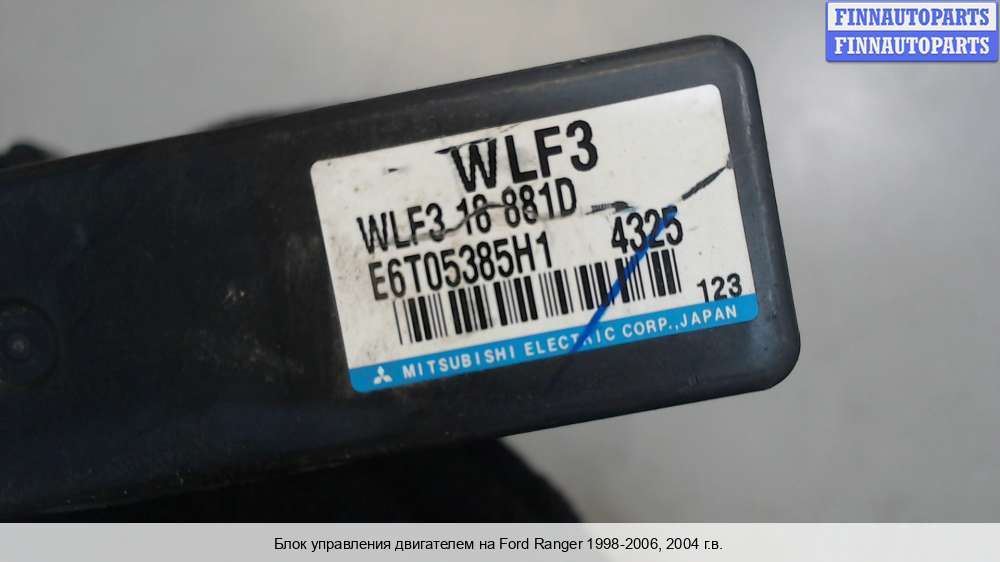 FINNAUTOPARTS
FINNAUTOPARTS
WLF3
WLF3 18 881D
E6T05385H1 4325
123
MITSUBISHI ELECTRIC CORP., JAPAN
Блок управления двигателем на Ford Ranger 1998-2006, 2004 г.в.